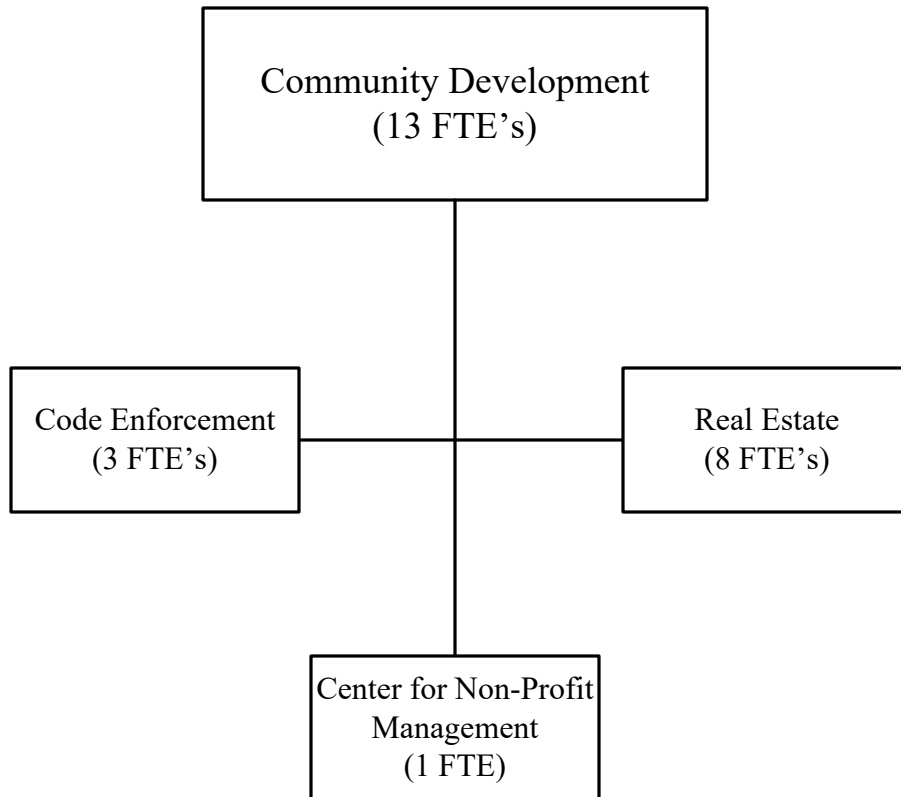 Community Development
(13 FTE’s)
Code Enforcement
(3 FTE’s)
Real Estate
(8 FTE’s)
Center for Non-Profit
Management
(1 FTE)